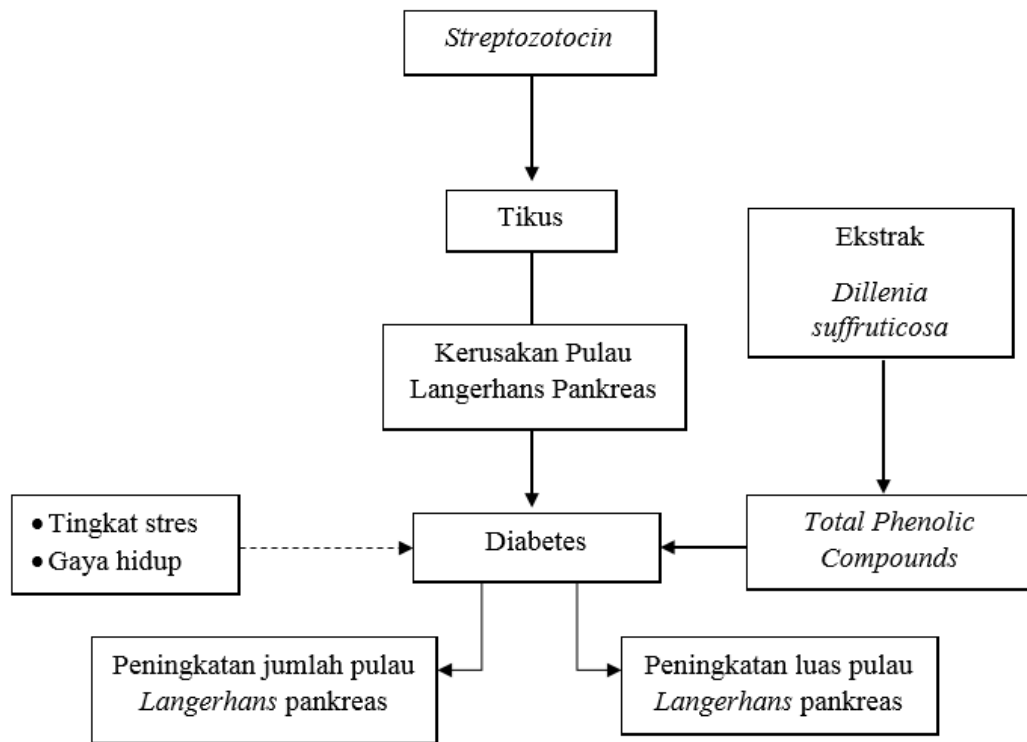 Streptozotocin
Tikus
Ekstrak
Dillenia
suffruticosa
Kerusakan Pulau
Langerhans Pankreas
• Tingkat stres
• Gaya hidup
Diabetes
Total Phenolic
Compounds
Peningkatan jumlah pulau
Langerhans pankreas
Peningkatan luas pulau
Langerhans pankreas